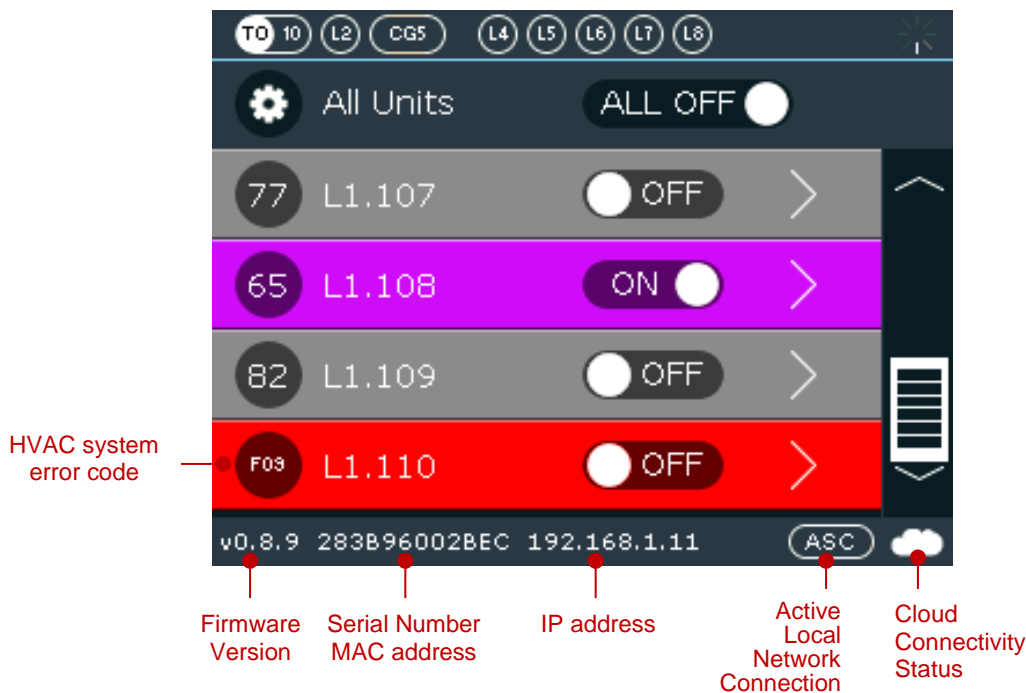 TO 10 L2 CG5 L4 L5 L6 L7 L8
All Units ALL OFF
77 L1.107 OFF
65 L1.108 ON
82 L1.109 OFF
F09 L1.110 OFF
HVAC system
error code
v0.8.9 283B96002BEC 192.168.1.11 ASC
Firmware
Version
Serial Number
MAC address
IP address
Active
Local
Network
Connection
Cloud
Connectivity
Status